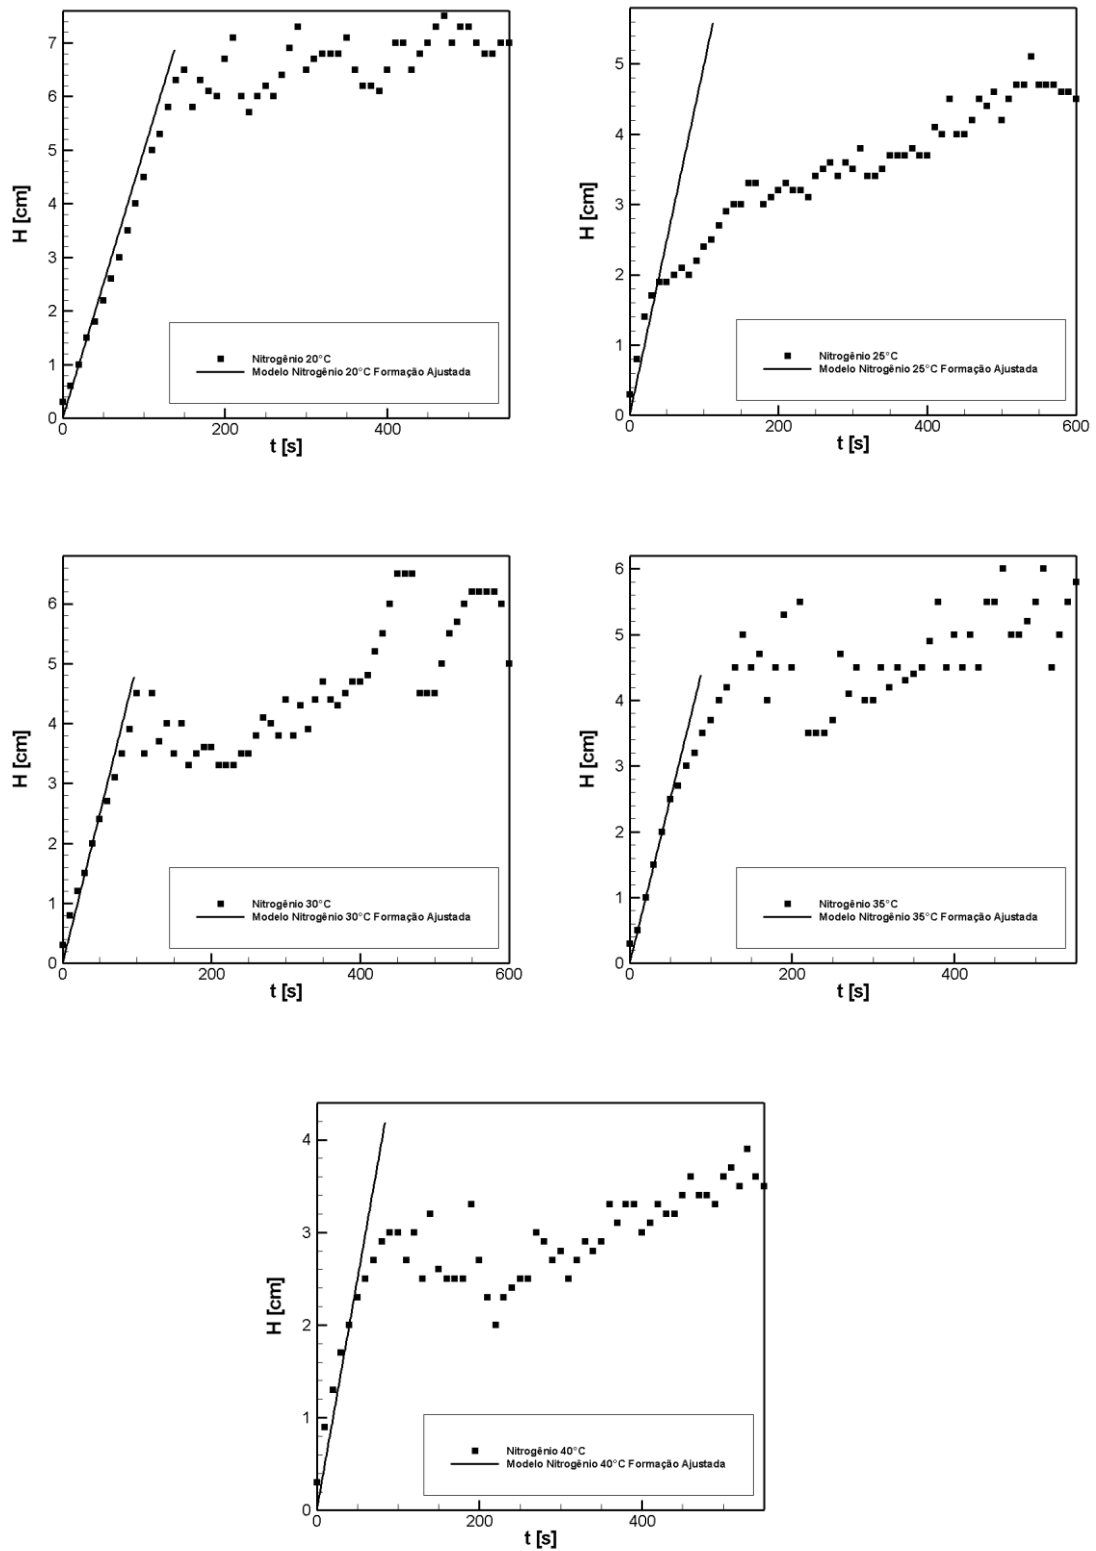 7
6
5
4
3
2
1
0
H [cm]
0 200 400
t [s]
Nitrogênio 20°C
Modelo Nitrogênio 20°C Formação Ajustada
5
4
3
2
1
0
H [cm]
0 200 400 600
t [s]
Nitrogênio 25°C
Modelo Nitrogênio 25°C Formação Ajustada
6
5
4
3
2
1
0
H [cm]
0 200 400 600
t [s]
Nitrogênio 30°C
Modelo Nitrogênio 30°C Formação Ajustada
6
5
4
3
2
1
0
H [cm]
0 200 400
t [s]
Nitrogênio 35°C
Modelo Nitrogênio 35°C Formação Ajustada
4
3
2
1
0
H [cm]
0 200 400
t [s]
Nitrogênio 40°C
Modelo Nitrogênio 40°C Formação Ajustada